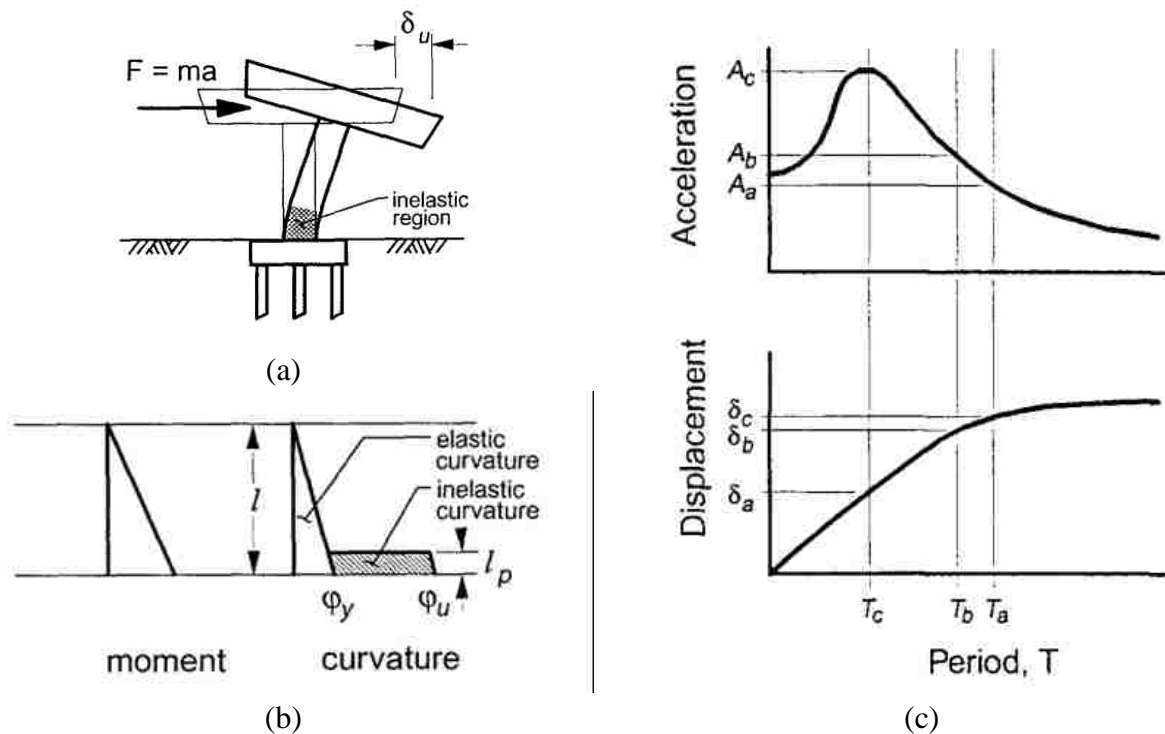 δu
F = ma
inelastic
region
(a)
l
elastic
curvature
inelastic
curvature
lp
φy
φu
moment
curvature
(b)
Acceleration
Ac
Ab
Aa
Displacement
δc
δb
δa
Tc
Tb
Ta
Period, T
(c)